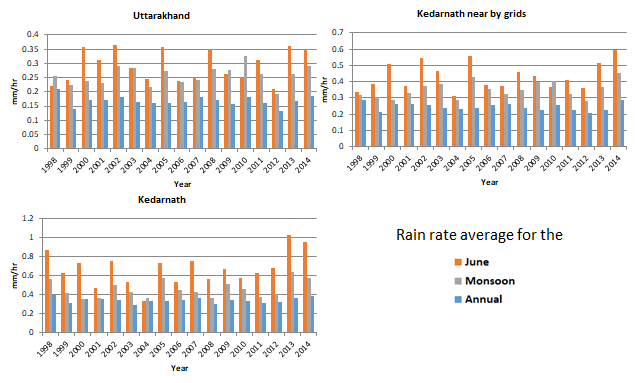 Uttarakhand
0.4
0.35
0.3
0.25
0.2
0.15
0.1
0.05
0
mm/hr
1998 1999 2000 2001 2002 2003 2004 2005 2006 2007 2008 2009 2010 2011 2012 2013 2014
Year
Kedarnath near by grids
0.7
0.6
0.5
0.4
0.3
0.2
0.1
0
mm/hr
1998 1999 2000 2001 2002 2003 2004 2005 2006 2007 2008 2009 2010 2011 2012 2013 2014
Year
Kedarnath
1.2
1
0.8
0.6
0.4
0.2
0
mm/hr
1998 1999 2000 2001 2002 2003 2004 2005 2006 2007 2008 2009 2010 2011 2012 2013 2014
Year
Rain rate average for the
June
Monsoon
Annual